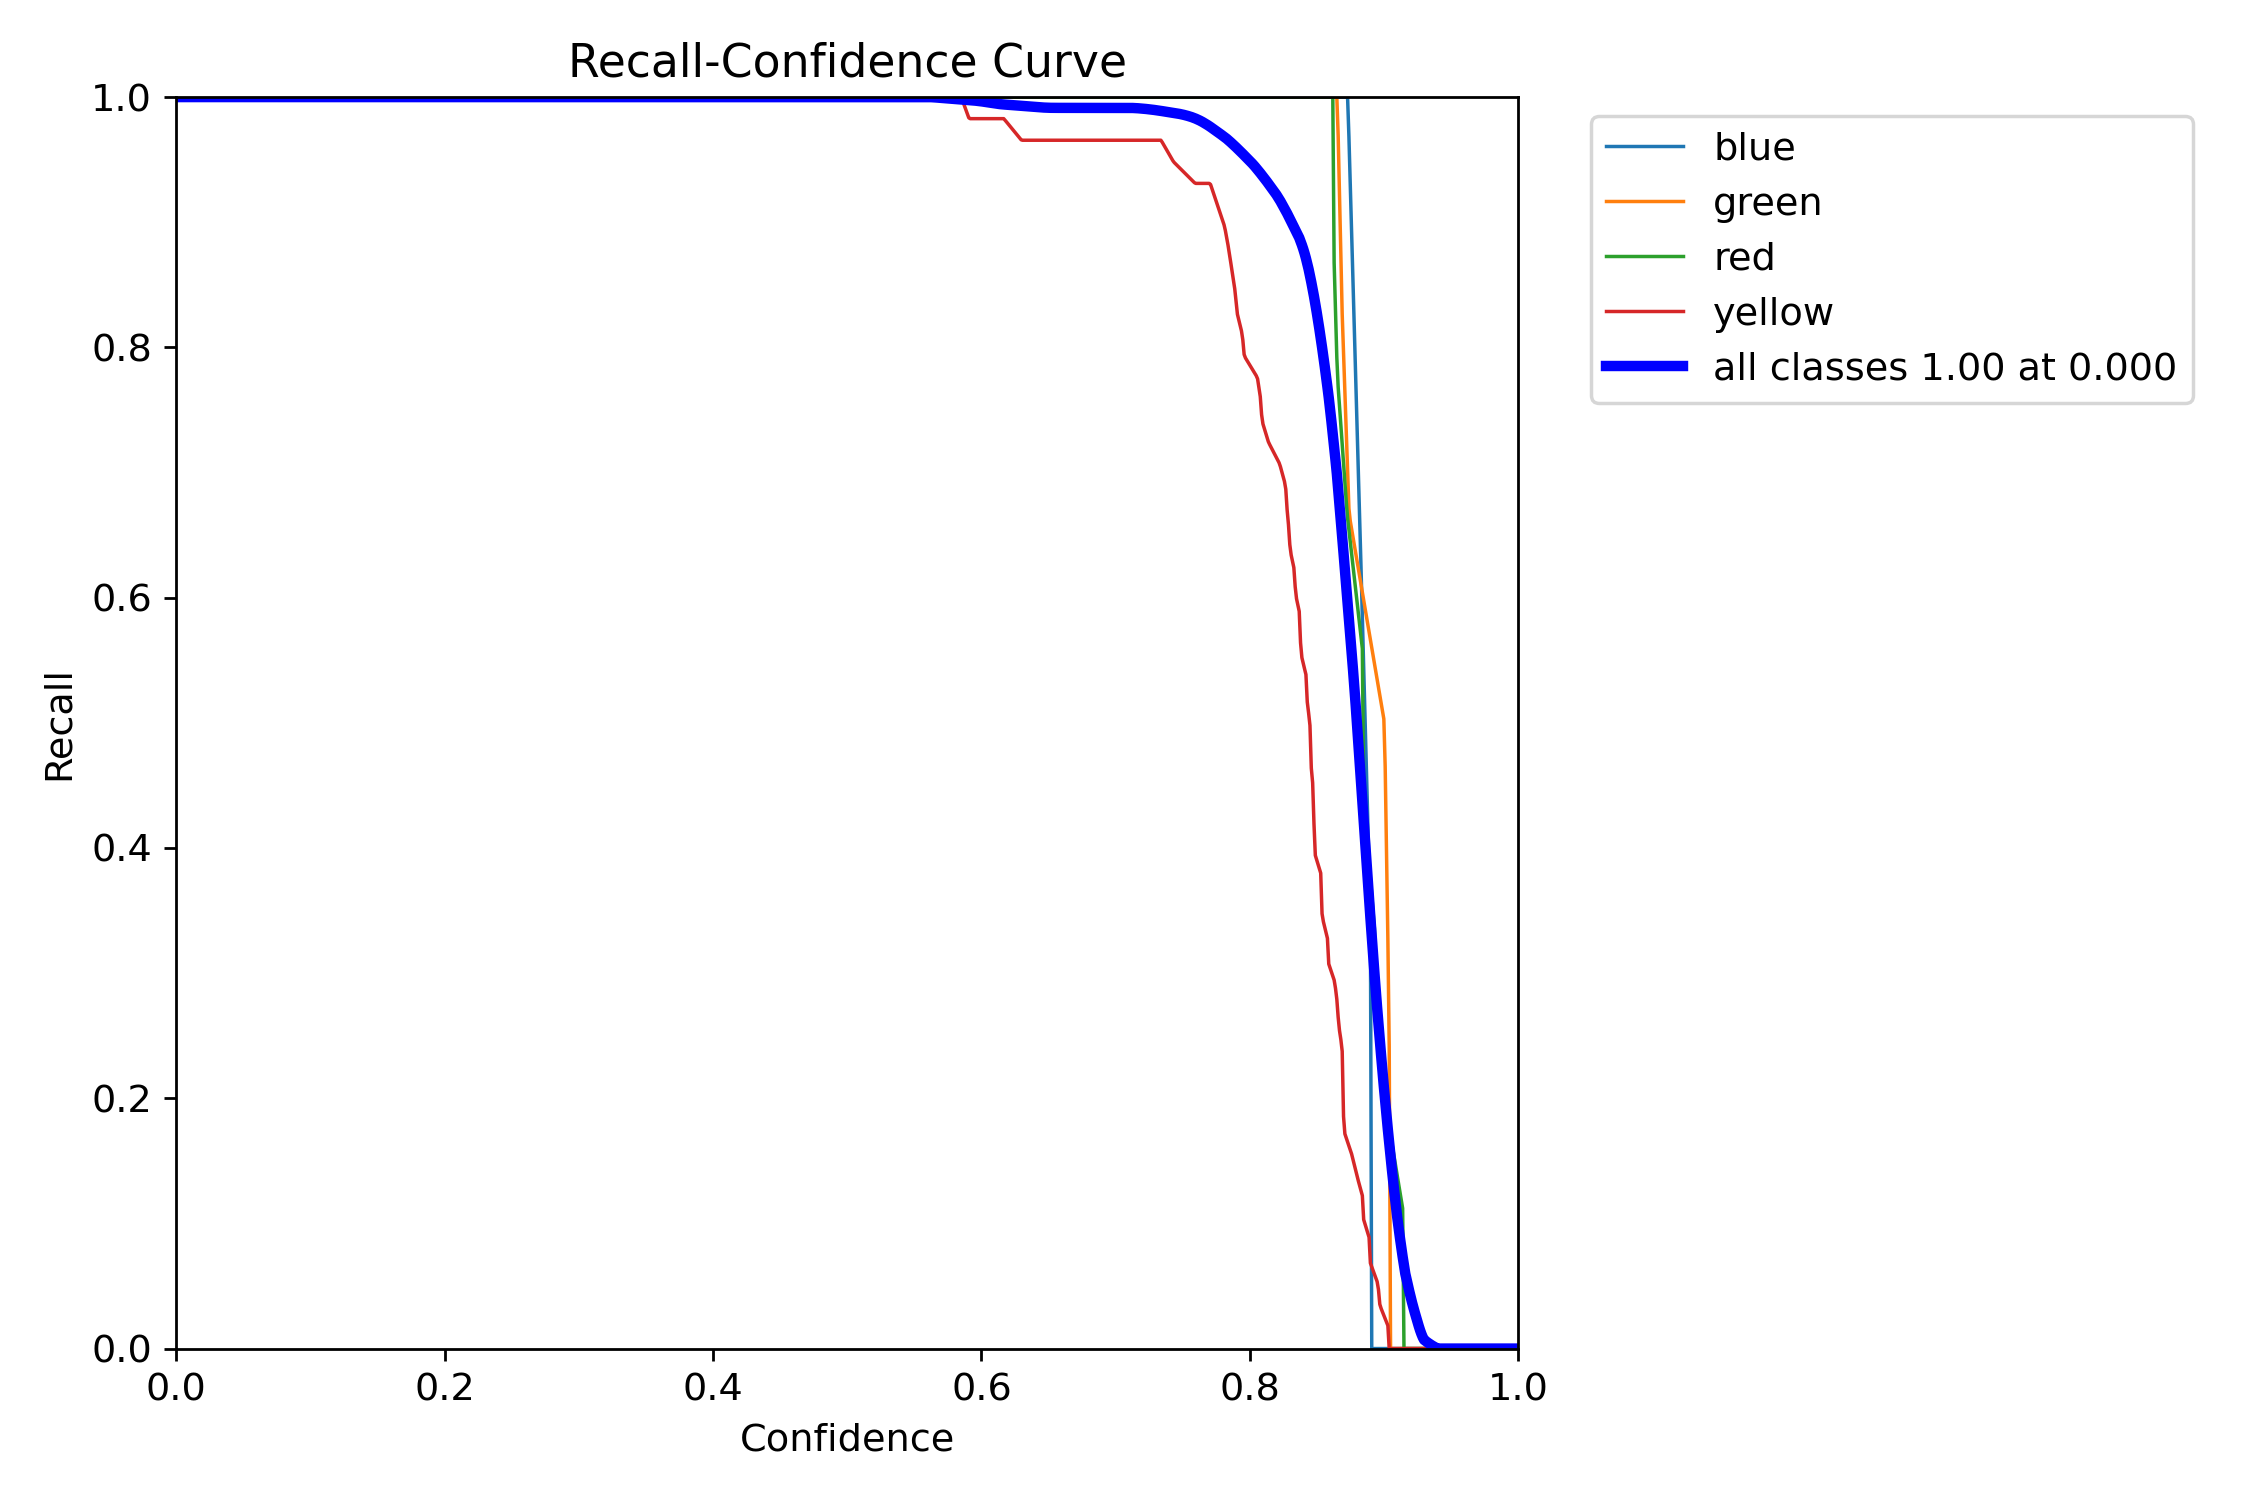 Recall-Confidence Curve
1.0
0.8
0.6
0.4
0.2
0.0
Recall
0.0 0.2 0.4 0.6 0.8 1.0
Confidence
blue
green
red
yellow
all classes 1.00 at 0.000